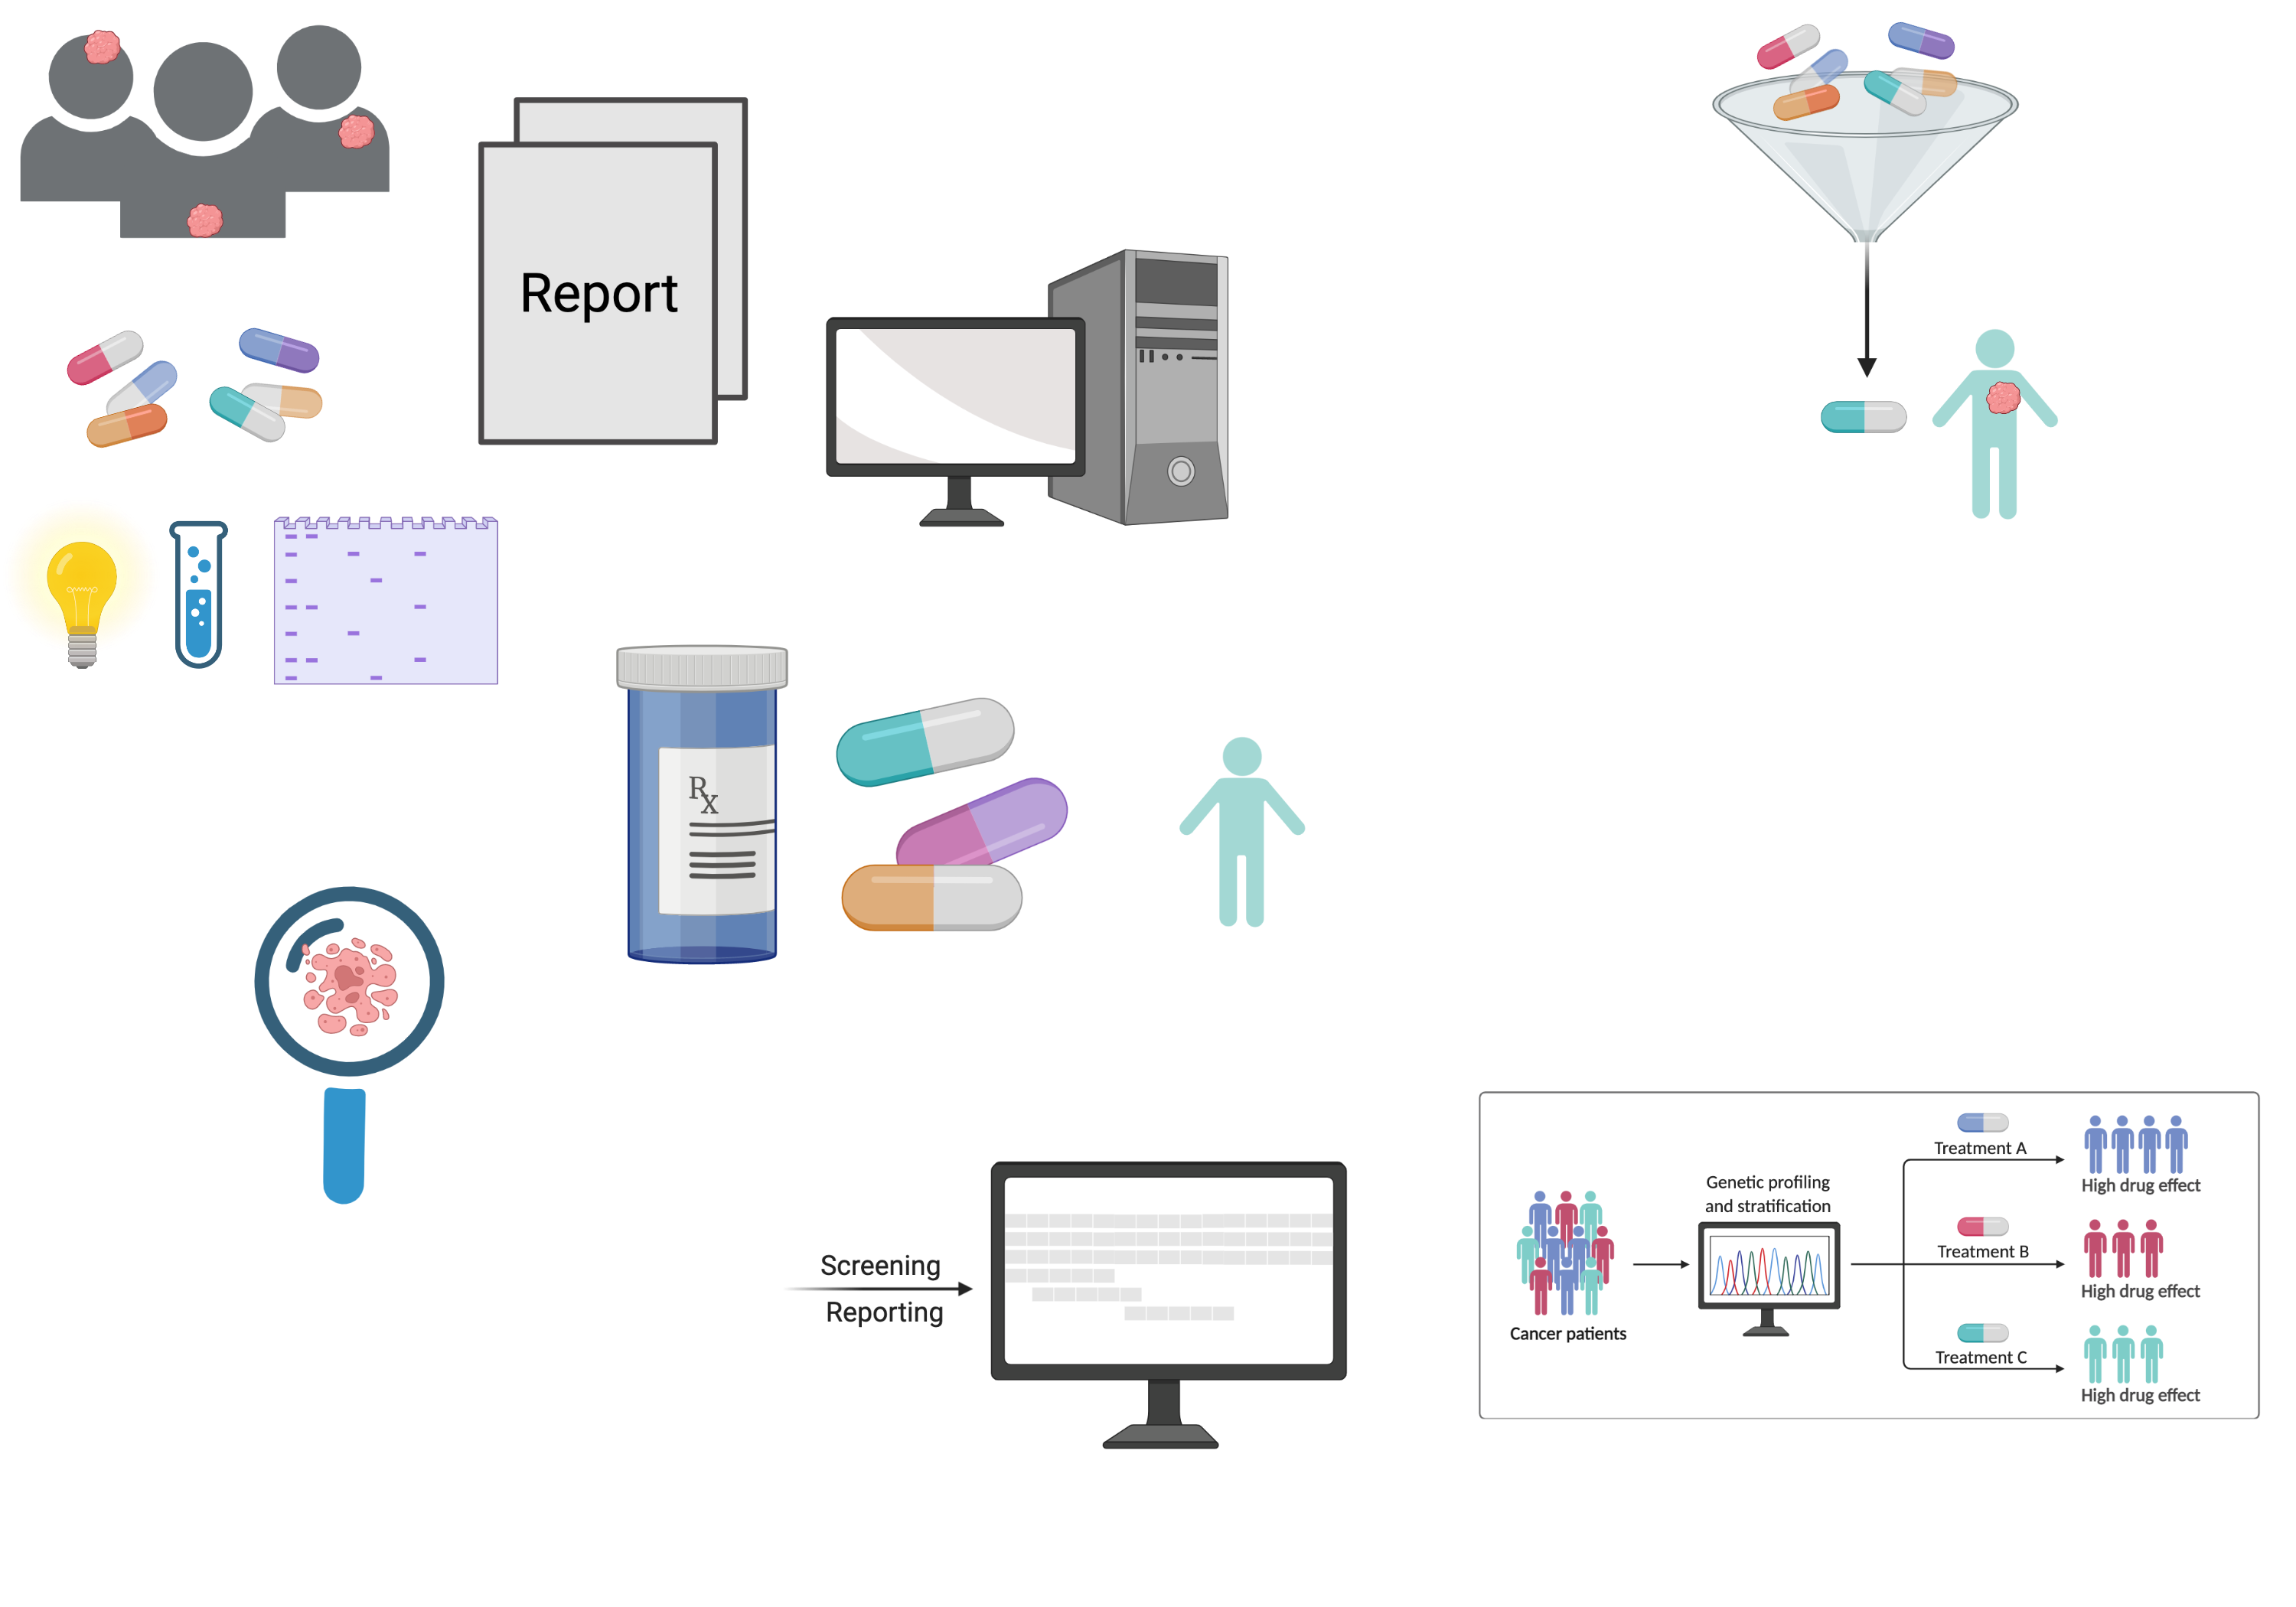 Report
Rx
Screening
Reporting
Cancer patients
Genetic profiling
and stratification
Treatment A
High drug effect
Treatment B
High drug effect
Treatment C
High drug effect